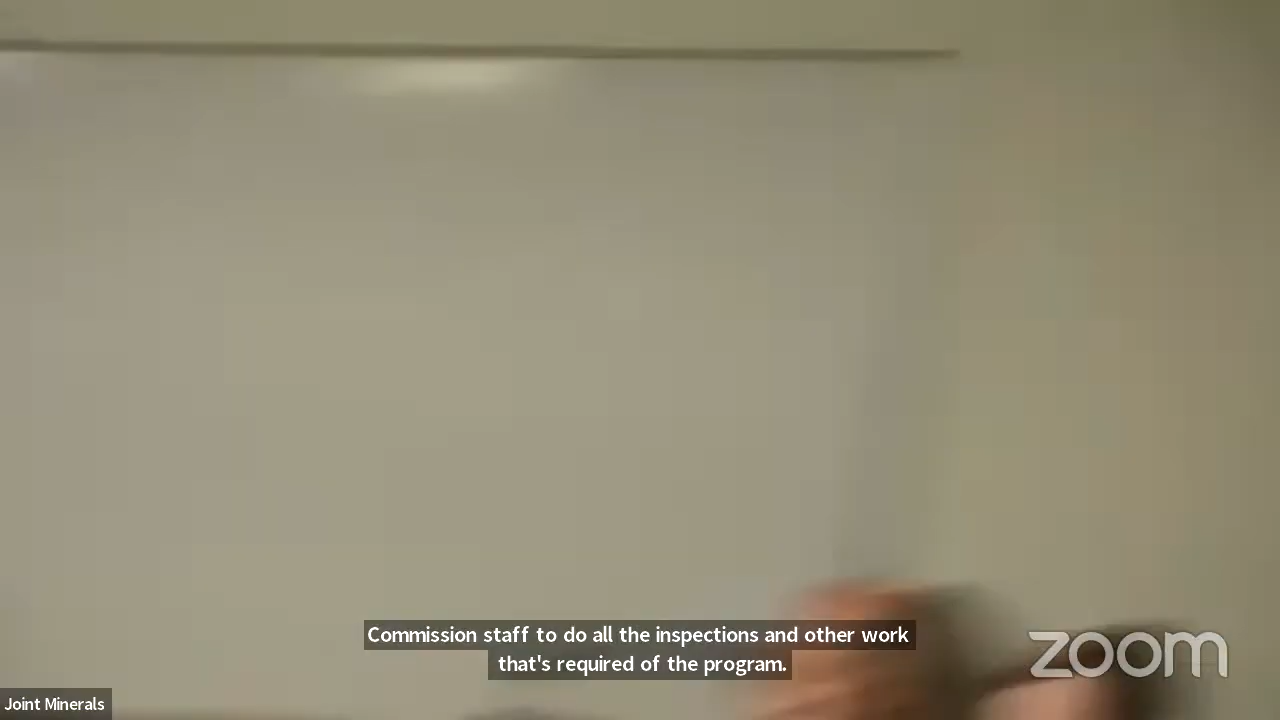 Commission staff to do all the inspections and other work
that's required of the program.
zoom
Joint Minerals